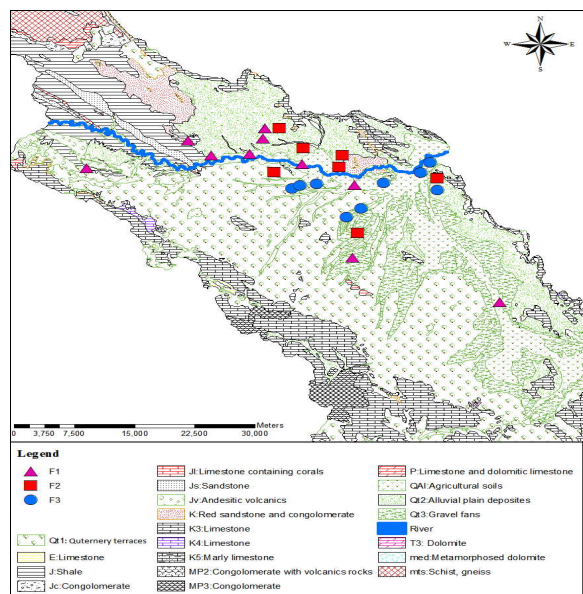 N
W E
S
Meters
0 3,750 7,500 15,000 22,500 30,000
Legend
F1
F2
F3
Qt1: Quternery terraces
E:Limestone
J:Shale
Jc:Congolomerate
Jl:Limestone containing corals
Js:Sandstone
Jv:Andesitic volcanics
K:Red sandstone and congolomerate
K3:Limestone
K4:Limestone
K5:Marly limestone
MP2:Congolomerate with volcanics rocks
MP3:Congolomerate
P:Limestone and dolomitic limestone
QAl:Agricultural soils
Qt2:Alluvial plain deposites
Qt3:Gravel fans
River
T3: Dolomite
med:Metamorphosed dolomite
mts:Schist, gneiss